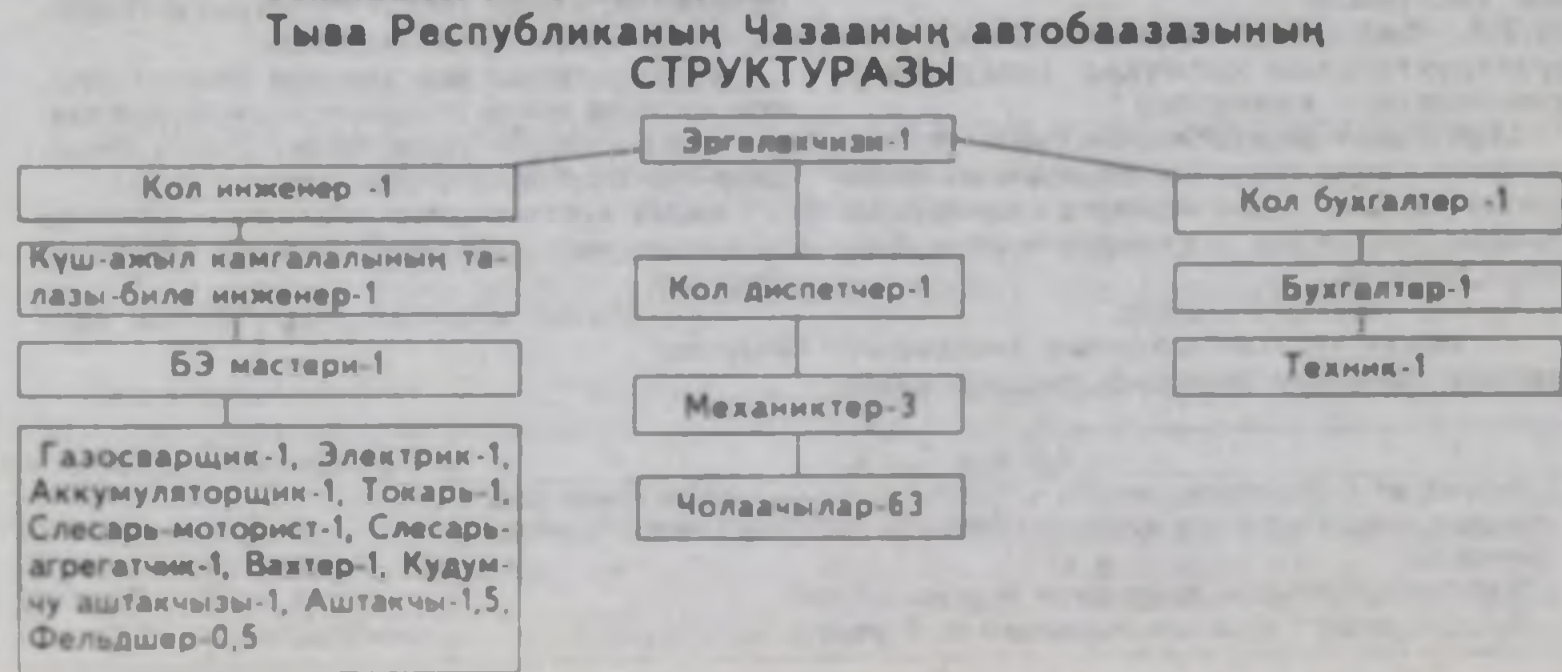 Тыва Республиканың Чазааның автобаазазының
СТРУКТУРАЗЫ
Эргелекчизи-1
Кол инженер -1
Күш-ажыл камгалалының та-
лазы-биле инженер-1
БЭ мастери-1
Газосварщик-1, Электрик-1,
Аккумуляторщик-1, Токарь-1,
Слесарь-моторист-1, Слесарь-
агрегатчик-1, Вахтер-1, Кудум-
чу аштакчызы-1, Аштакчы-1,5,
Фельдшер-0,5
Кол диспетчер-1
Механиктер-3
Чолаачылар-63
Кол бухгалтер -1
Бухгалтер-1
Техник-1